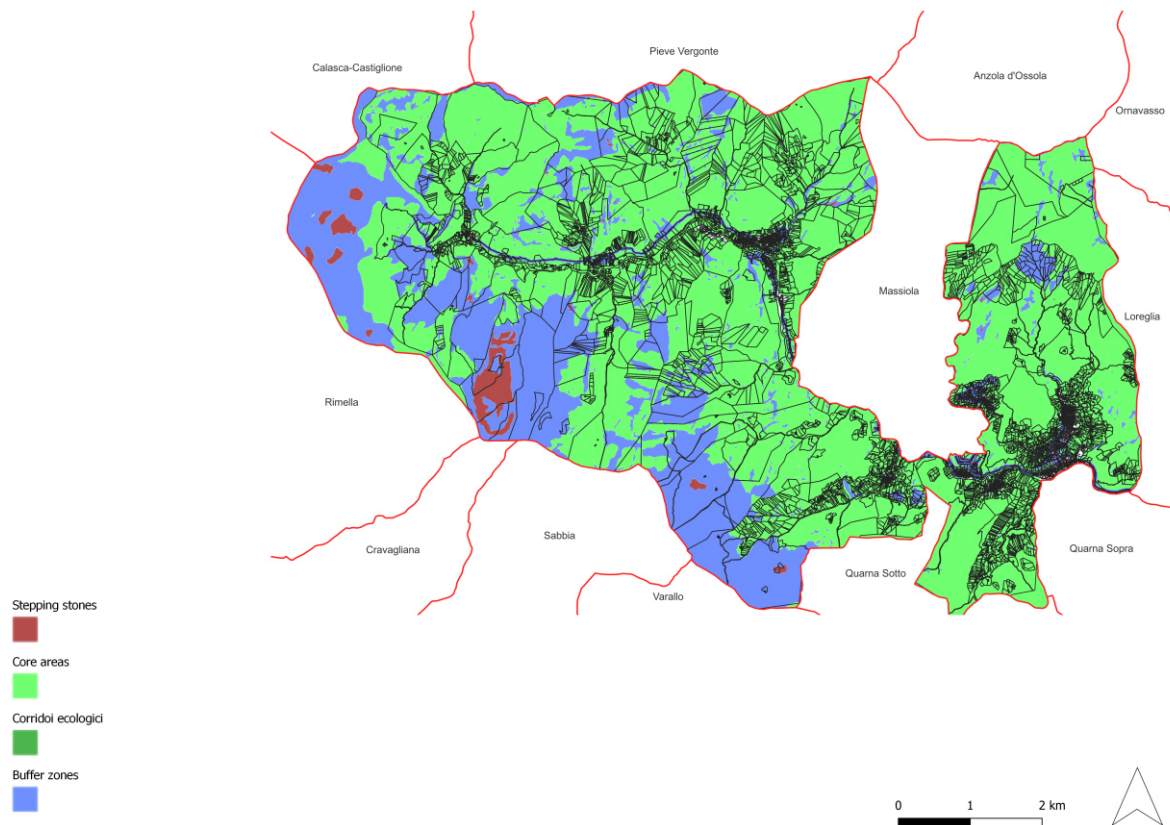 Pieve Vergonte
Calasca-Castiglione
Anzola d'Ossola
Ornavasso
Massiola
Loreglia
Rimella
Sabbia
Cravagliana
Quarna Sopra
Quarna Sotto
Varallo
Stepping stones
Core areas
Corridoi ecologici
Buffer zones
0 1 2 km